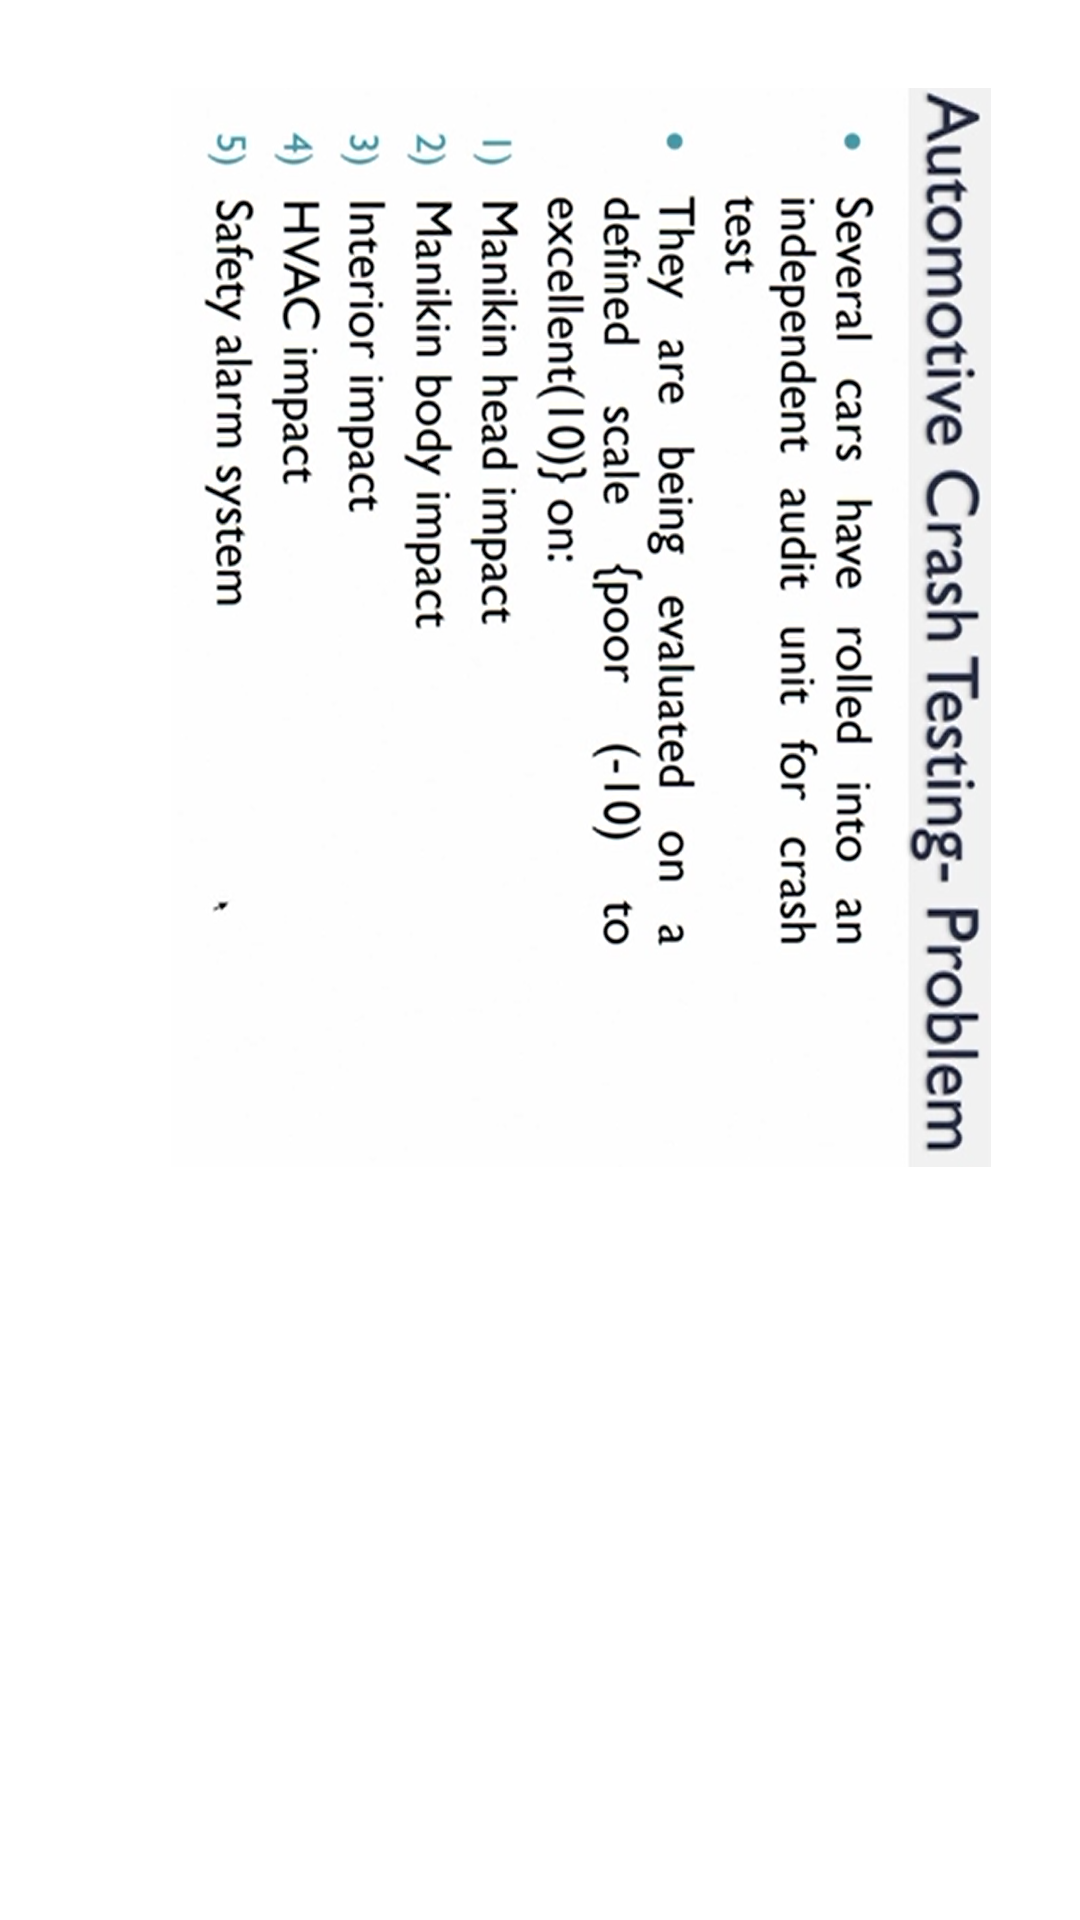 Automotive Crash Testing- Problem
• Several cars have rolled into an
independent audit unit for crash
test
• They are being evaluated on a
defined scale {poor (-10) to
excellent(10)} on:
1) Manikin head impact
2) Manikin body impact
3) Interior impact
4) HVAC impact
5) Safety alarm system